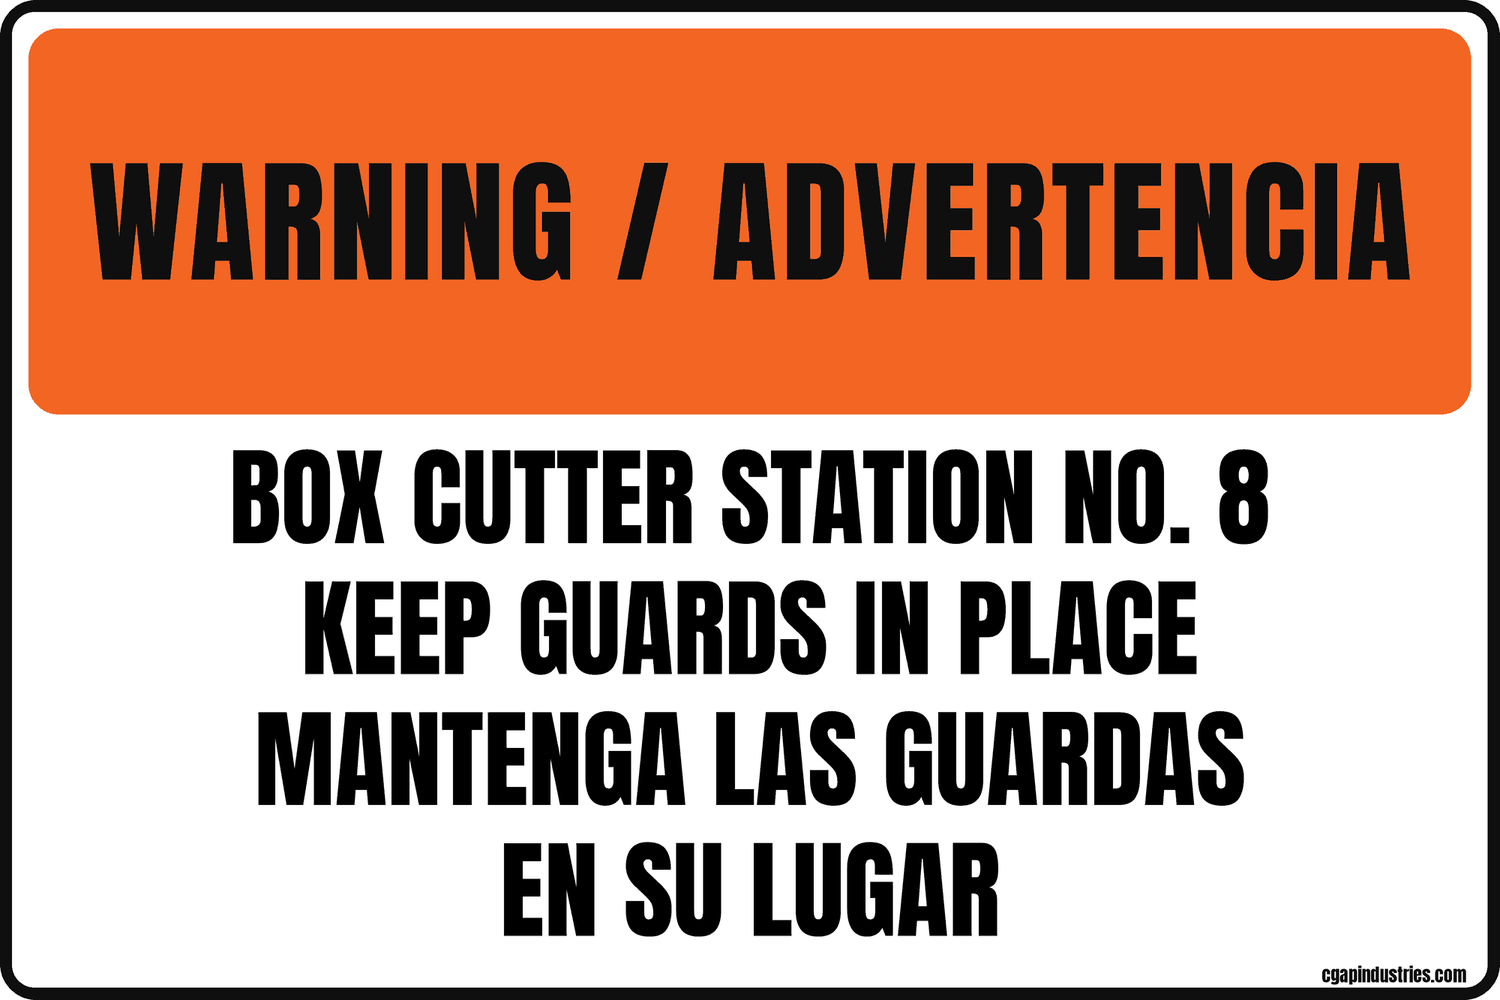 WARNING / ADVERTENCIA
BOX CUTTER STATION NO. 8
KEEP GUARDS IN PLACE
MANTENGA LAS GUARDAS
EN SU LUGAR
cgapindustries.com